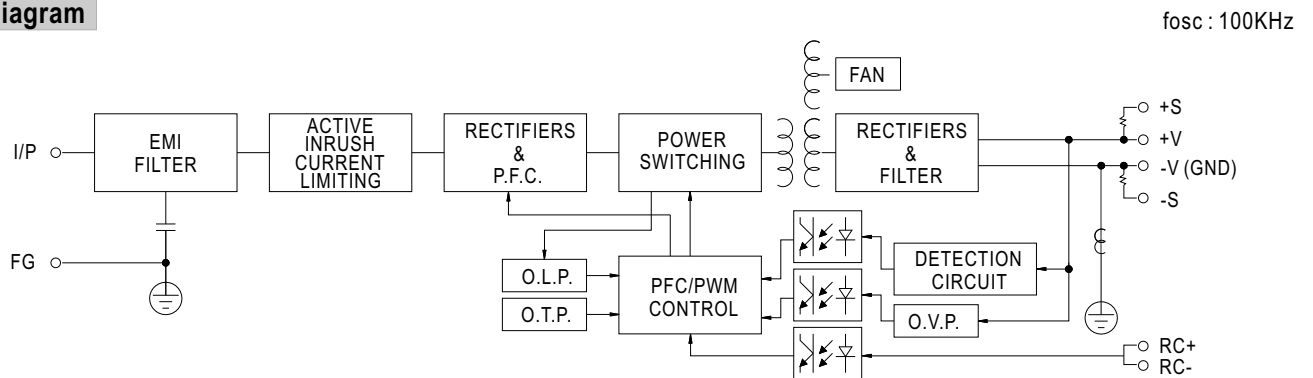 iagram
fosc : 100KHz
FAN
I/P
EMI
FILTER
ACTIVE
INRUSH
CURRENT
LIMITING
RECTIFIERS
&
P.F.C.
POWER
SWITCHING
RECTIFIERS
&
FILTER
+S
+V
-V (GND)
-S
FG
O.L.P.
O.T.P.
PFC/PWM
CONTROL
DETECTION
CIRCUIT
O.V.P.
RC+
RC-